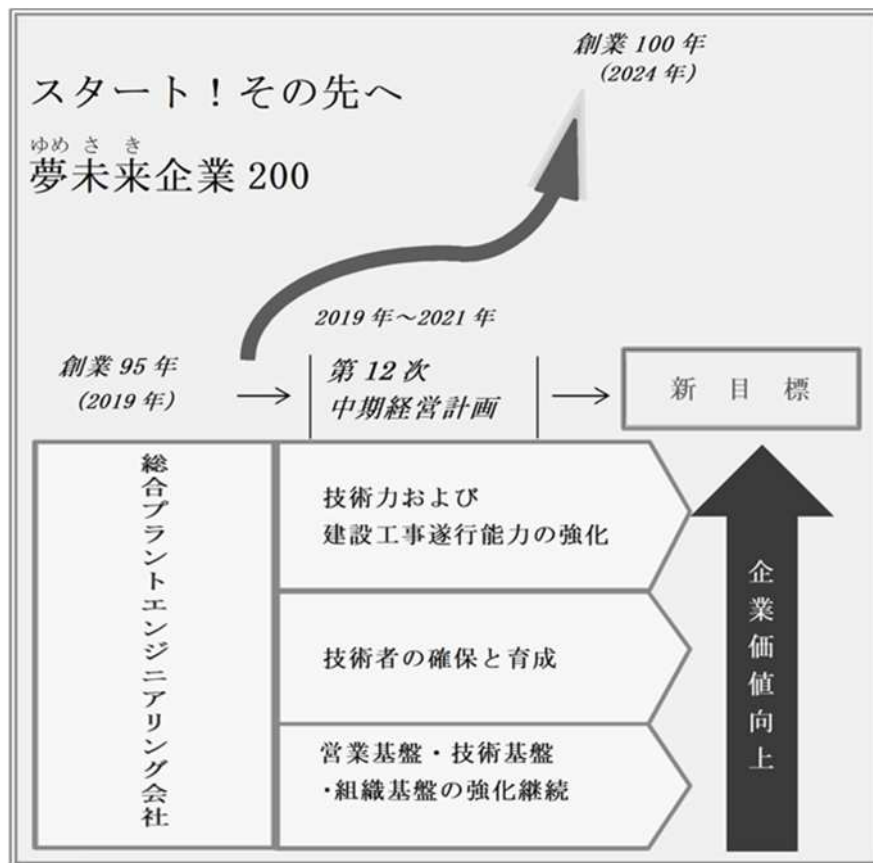 創業 100 年
(2024 年)
スタート！その先へ
ゆめ さ き
夢未来企業 200
2019 年～2021 年
創業 95 年
(2019 年)
第 12 次
中期経営計画
新 目 標
総合プラントエンジニアリング会社
技術力および
建設工事遂行能力の強化
技術者の確保と育成
営業基盤・技術基盤
・組織基盤の強化継続
企業価値向上